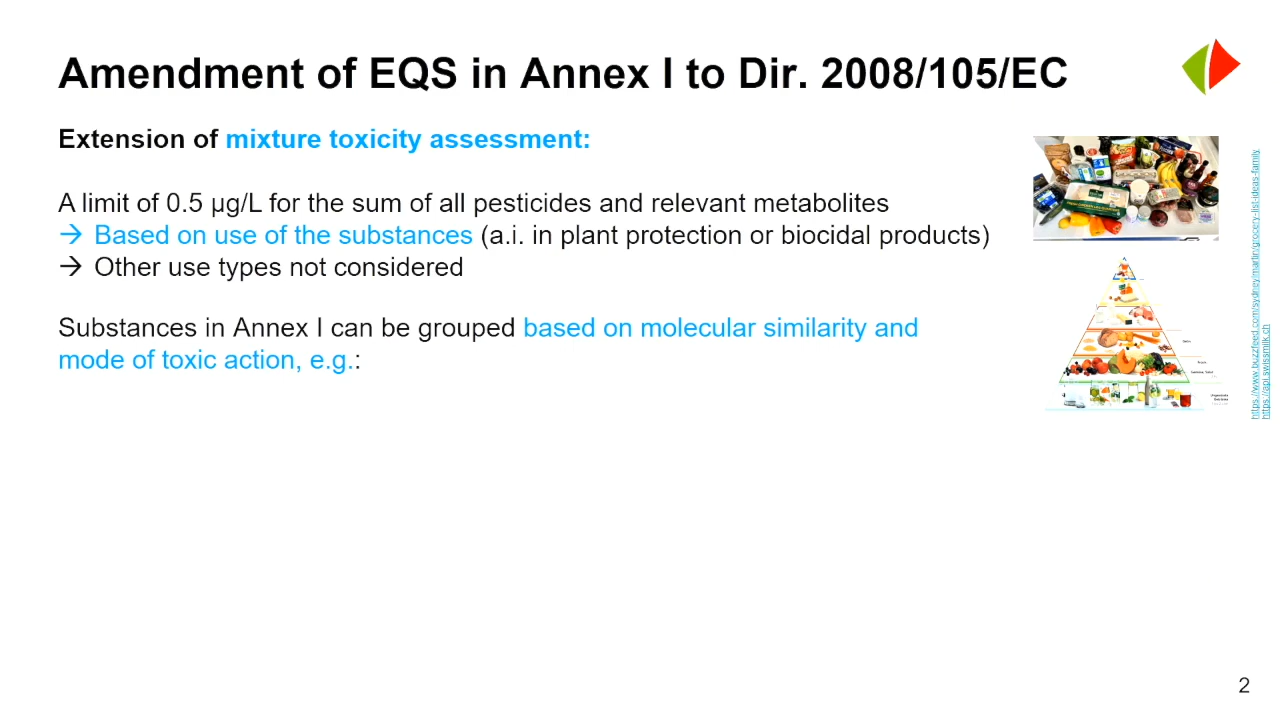 Amendment of EQS in Annex I to Dir. 2008/105/EC
Extension of mixture toxicity assessment:
A limit of 0.5 µg/L for the sum of all pesticides and relevant metabolites
→ Based on use of the substances (a.i. in plant protection or biocidal products)
→ Other use types not considered
Substances in Annex I can be grouped based on molecular similarity and
mode of toxic action, e.g.:
https://www.buzzfeed.com/sydneymartin/grocery-list-ideas-family
https://api.swissmilk.ch
2